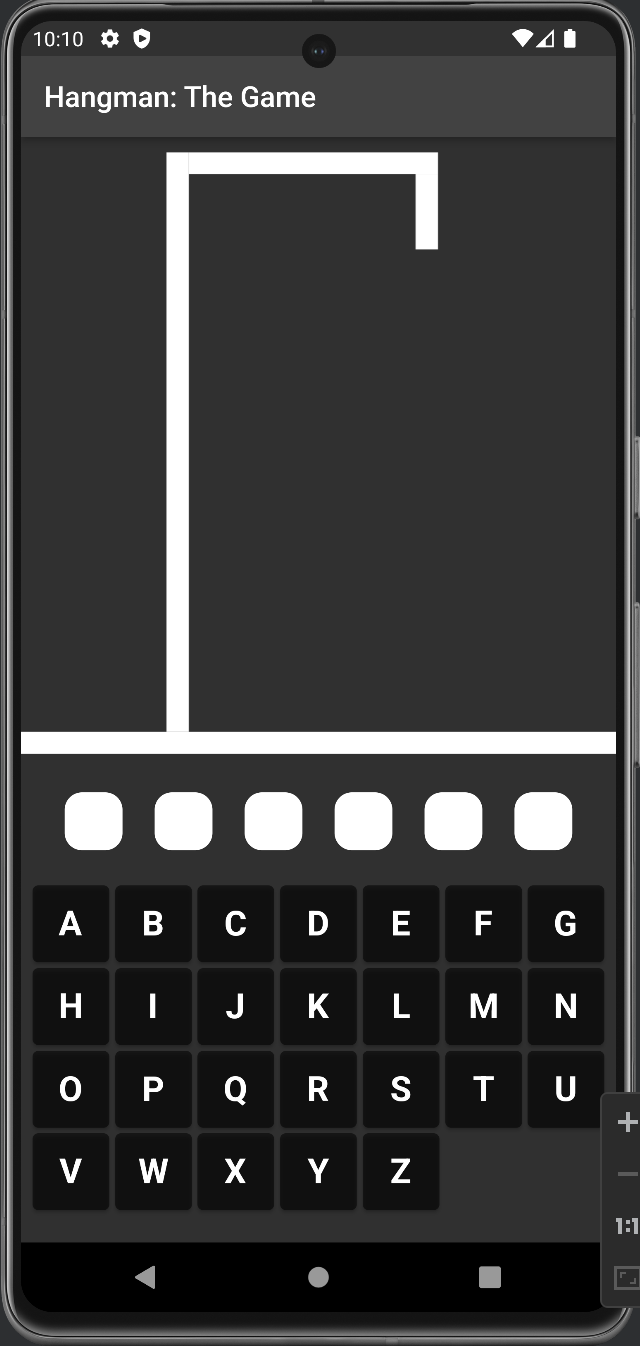 10:10
Hangman: The Game
A B C D E F G
H I J K L M N
O P Q R S T U
V W X Y Z
1:1